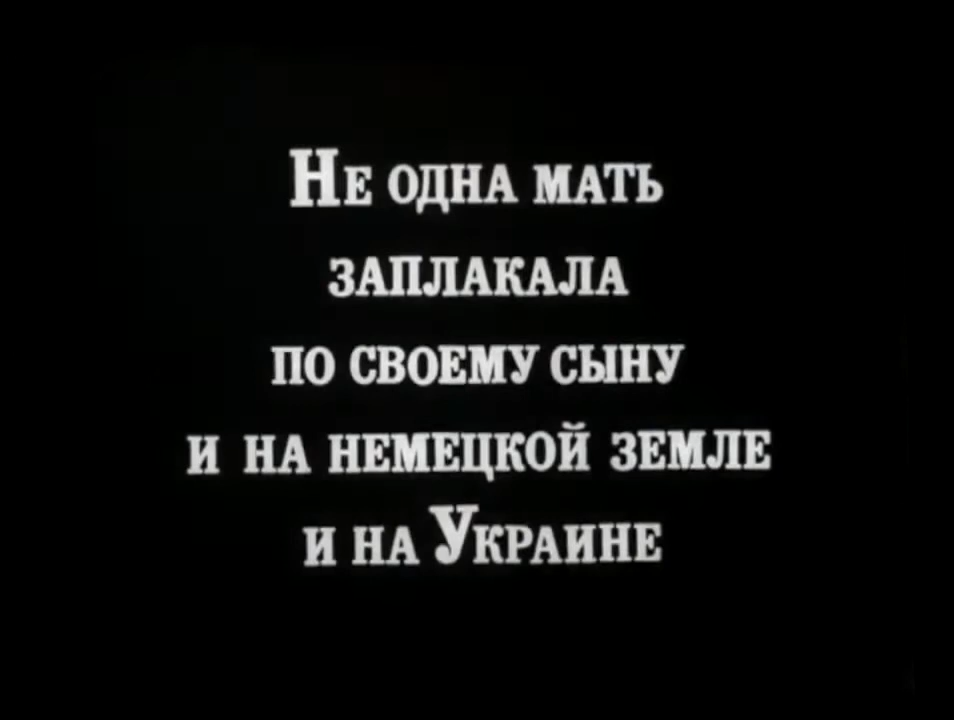 Не одна мать
заплакала
по своему сыну
и на немецкой земле
и на Украине